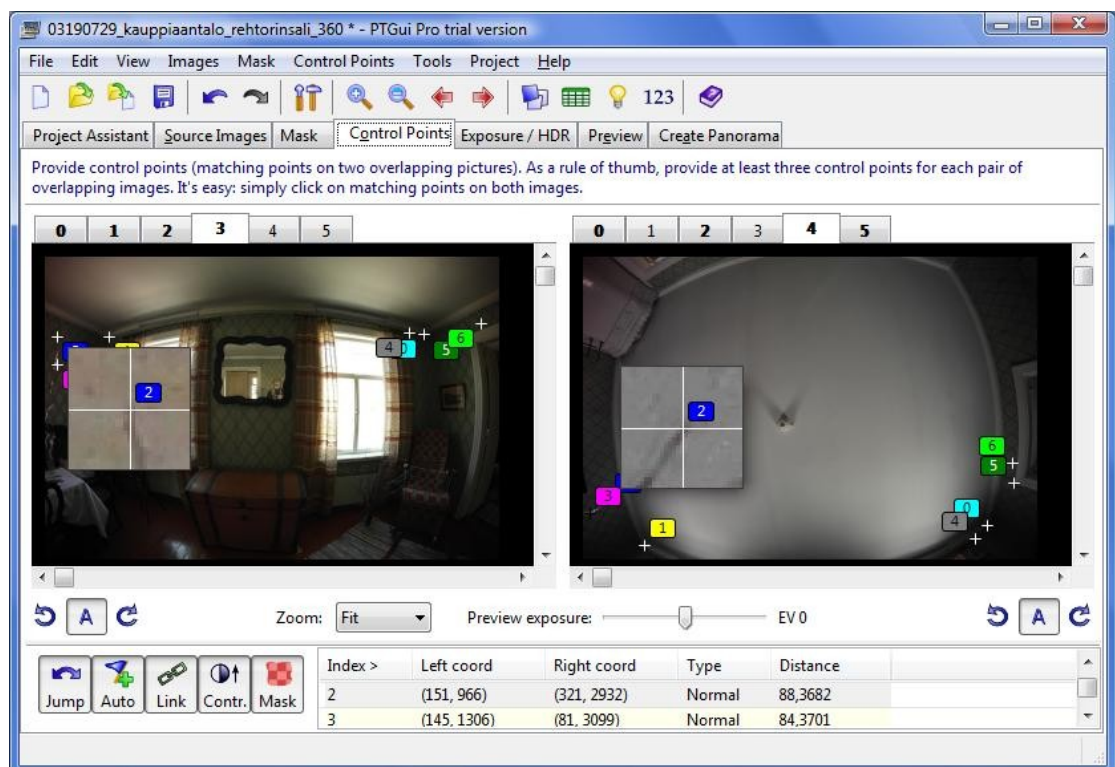 03190729_kauppiaantalo_rehtorinsali_360 * - PTGui Pro trial version
File Edit View Images Mask Control Points Tools Project Help
123
Project Assistant Source Images Mask Control Points Exposure / HDR Preview Create Panorama
Provide control points (matching points on two overlapping pictures). As a rule of thumb, provide at least three control points for each pair of
overlapping images. It's easy: simply click on matching points on both images.
0 1 2 3 4 5 0 1 2 3 4 5
4 0 5 6
2
2
6
5
3
0
4
1
A Zoom: Fit Preview exposure: EV 0 A
Jump Auto Link Contr. Mask
Index > Left coord Right coord Type Distance
2 (151, 966) (321, 2932) Normal 88,3682
3 (145, 1306) (81, 3099) Normal 84,3701